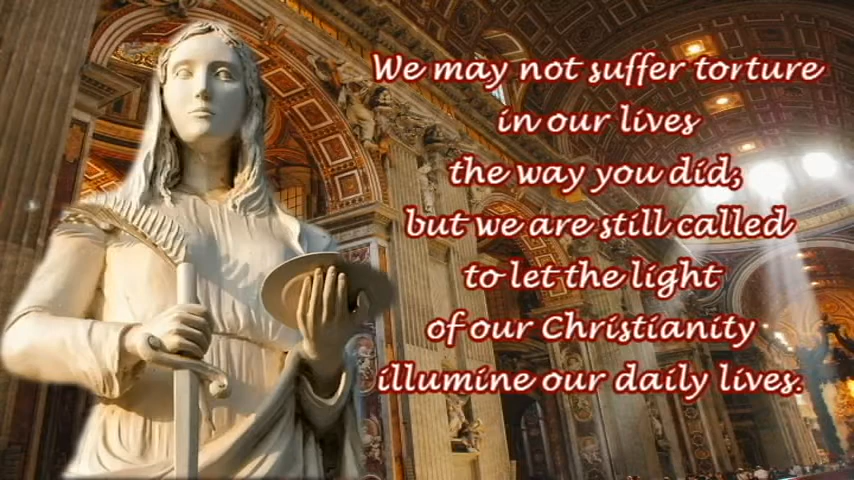 We may not suffer torture
in our lives
the way you did,
but we are still called
to let the light
of our Christianity
illumine our daily lives.